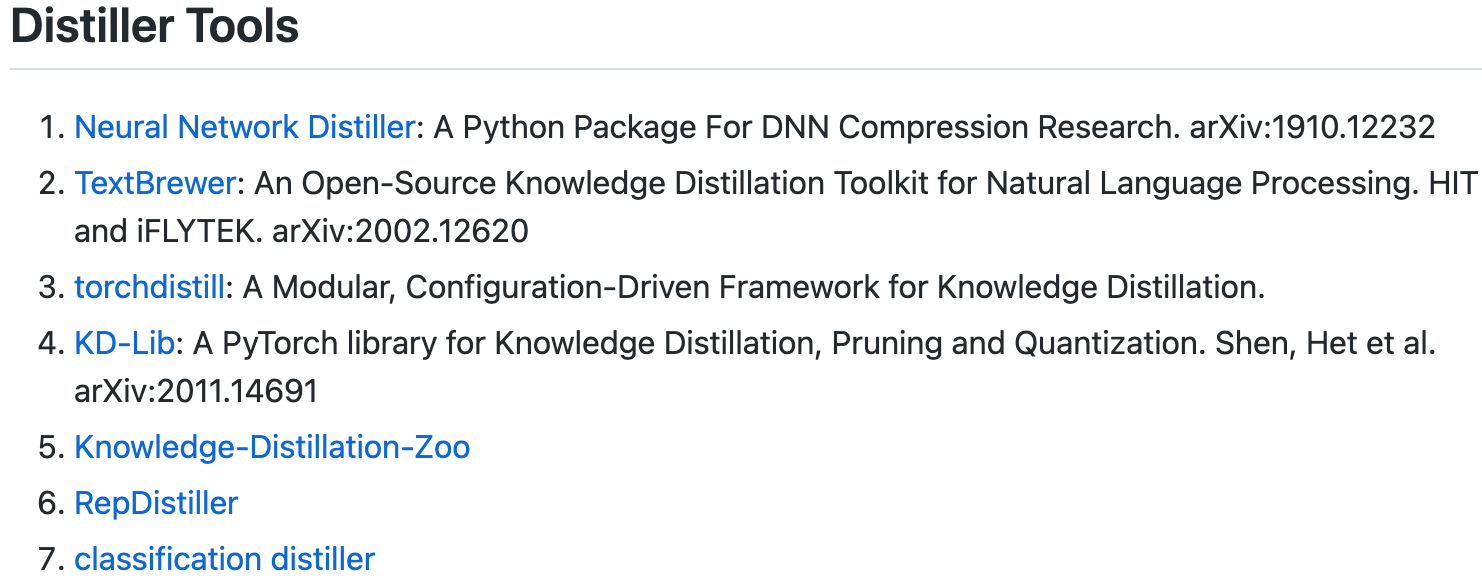 Distiller Tools
1. Neural Network Distiller: A Python Package For DNN Compression Research. arXiv:1910.12232
2. TextBrewer: An Open-Source Knowledge Distillation Toolkit for Natural Language Processing. HIT
and iFLYTEK. arXiv:2002.12620
3. torchdistill: A Modular, Configuration-Driven Framework for Knowledge Distillation.
4. KD-Lib: A PyTorch library for Knowledge Distillation, Pruning and Quantization. Shen, Het et al.
arXiv:2011.14691
5. Knowledge-Distillation-Zoo
6. RepDistiller
7. classification distiller